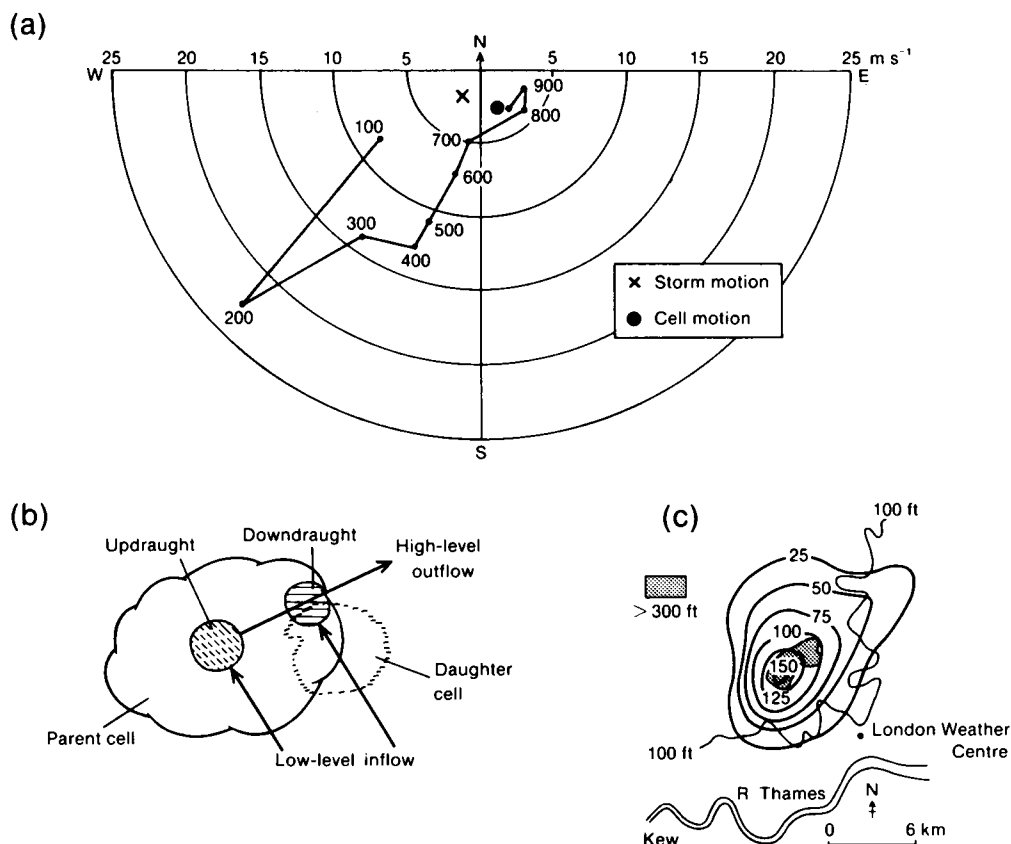 (a)
N
25 20 15 10 5 5 10 15 20 25 m s⁻¹
W
E
900
800
100
700
600
500
300
400
200
× Storm motion
● Cell motion
S
(b)
Updraught
Downdraught
High-level
outflow
Daughter
cell
Parent cell
Low-level inflow
(c)
100 ft
> 300 ft
25
50
75
100
150
125
100 ft
London Weather
Centre
R Thames
N
Kew
0 6 km